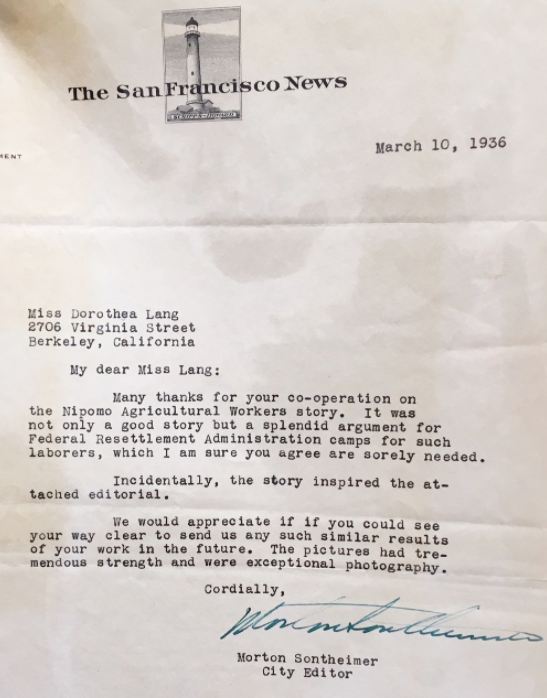 The San Francisco News
SCRIPPS-HOWARD
MENT
March 10, 1936
Miss Dorothea Lang
2706 Virginia Street
Berkeley, California
My dear Miss Lang:
Many thanks for your co-operation on
the Nipomo Agricultural Workers story. It was
not only a good story but a splendid argument for
Federal Resettlement Administration camps for such
laborers, which I am sure you agree are sorely needed.
Incidentally, the story inspired the at-
tached editorial.
We would appreciate if if you could see
your way clear to send us any such similar results
of your work in the future. The pictures had tre-
mendous strength and were exceptional photography.
Cordially,
Morton Sontheimer
Morton Sontheimer
City Editor